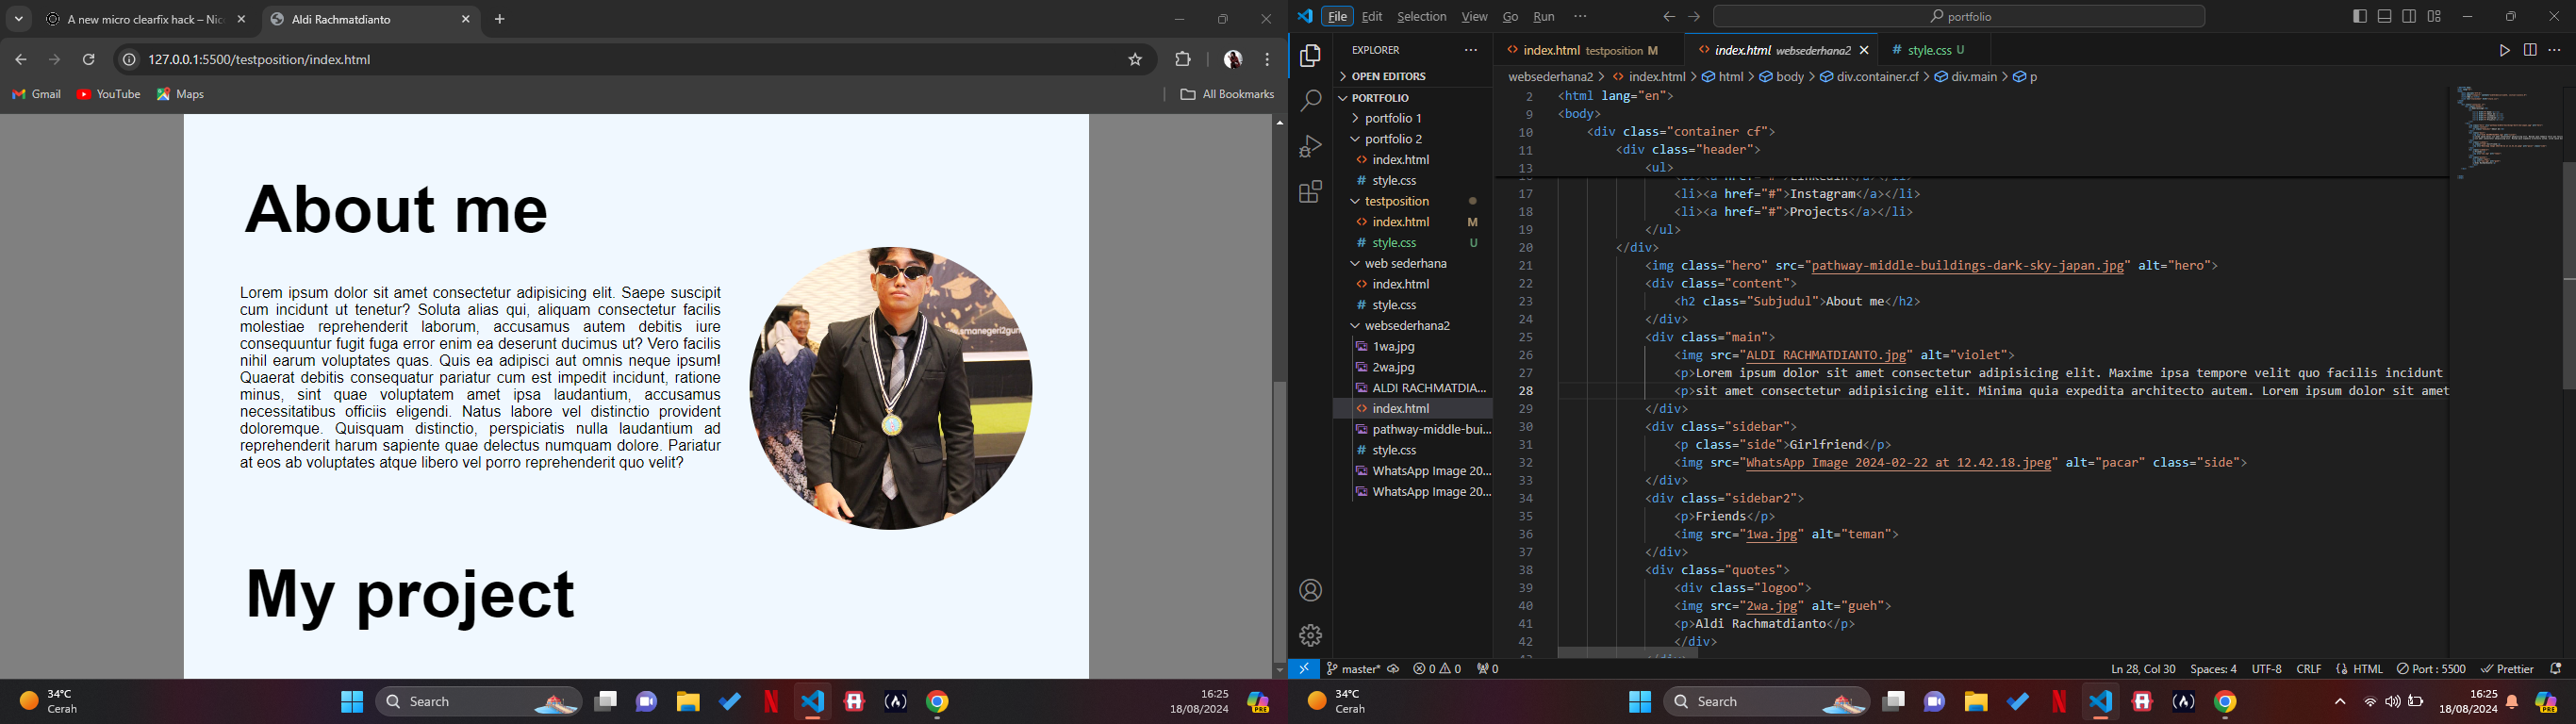 A new micro clearfix hack – Nic
Aldi Rachmatdianto
127.0.0.1:5500/testposition/index.html
Gmail YouTube Maps
All Bookmarks
About me
Lorem ipsum dolor sit amet consectetur adipisicing elit. Saepe suscipit
cum incidunt ut tenetur? Soluta alias qui, aliquam consectetur facilis
molestiae reprehenderit laborum, accusamus autem debitis iure
consequuntur fugit fuga error enim ea deserunt ducimus ut? Vero facilis
nihil earum voluptates quas. Quis ea adipisci aut omnis neque ipsum!
Quaerat debitis consequatur pariatur cum est impedit incidunt, ratione
minus, sint quae voluptatem amet ipsa laudantium, accusamus
necessitatibus officiis eligendi. Natus labore vel distinctio provident
doloremque. Quisquam distinctio, perspiciatis nulla laudantium ad
reprehenderit harum sapiente quae delectus numquam dolore. Pariatur
at eos ab voluptates atque libero vel porro reprehenderit quo velit?
My project
34°C
Cerah
Search
16:25
18/08/2024
File Edit Selection View Go Run ···
portfolio
EXPLORER
OPEN EDITORS
PORTFOLIO
portfolio 1
portfolio 2
index.html
style.css
testposition
index.html M
style.css U
web sederhana
index.html
style.css
websederhana2
1wa.jpg
2wa.jpg
ALDI RACHMATDIA...
index.html
pathway-middle-bui...
style.css
WhatsApp Image 20...
WhatsApp Image 20...
index.html testposition M
index.html websederhana2
style.css U
websederhana2 > index.html > html > body > div.container.cf > div.main > p
2 <html lang="en">
9 <body>
10 <div class="container cf">
11 <div class="header">
13 <ul>
17 <li><a href="#">Instagram</a></li>
18 <li><a href="#">Projects</a></li>
19 </ul>
20 </div>
21 <img class="hero" src="pathway-middle-buildings-dark-sky-japan.jpg" alt="hero">
22 <div class="content">
23 <h2 class="Subjudul">About me</h2>
24 </div>
25 <div class="main">
26 <img src="ALDI RACHMATDIANTO.jpg" alt="violet">
27 <p>Lorem ipsum dolor sit amet consectetur adipisicing elit. Maxime ipsa tempore velit quo facilis incidunt
28 <p>sit amet consectetur adipisicing elit. Minima quia expedita architecto autem. Lorem ipsum dolor sit amet
29 </div>
30 <div class="sidebar">
31 <p class="side">Girlfriend</p>
32 <img src="WhatsApp Image 2024-02-22 at 12.42.18.jpeg" alt="pacar" class="side">
33 </div>
34 <div class="sidebar2">
35 <p>Friends</p>
36 <img src="1wa.jpg" alt="teman">
37 </div>
38 <div class="quotes">
39 <div class="logoo">
40 <img src="2wa.jpg" alt="gueh">
41 <p>Aldi Rachmatdianto</p>
42 </div>
master* 0 0 0
Ln 28, Col 30 Spaces: 4 UTF-8 CRLF HTML Port : 5500 Prettier
34°C
Cerah
Search
16:25
18/08/2024